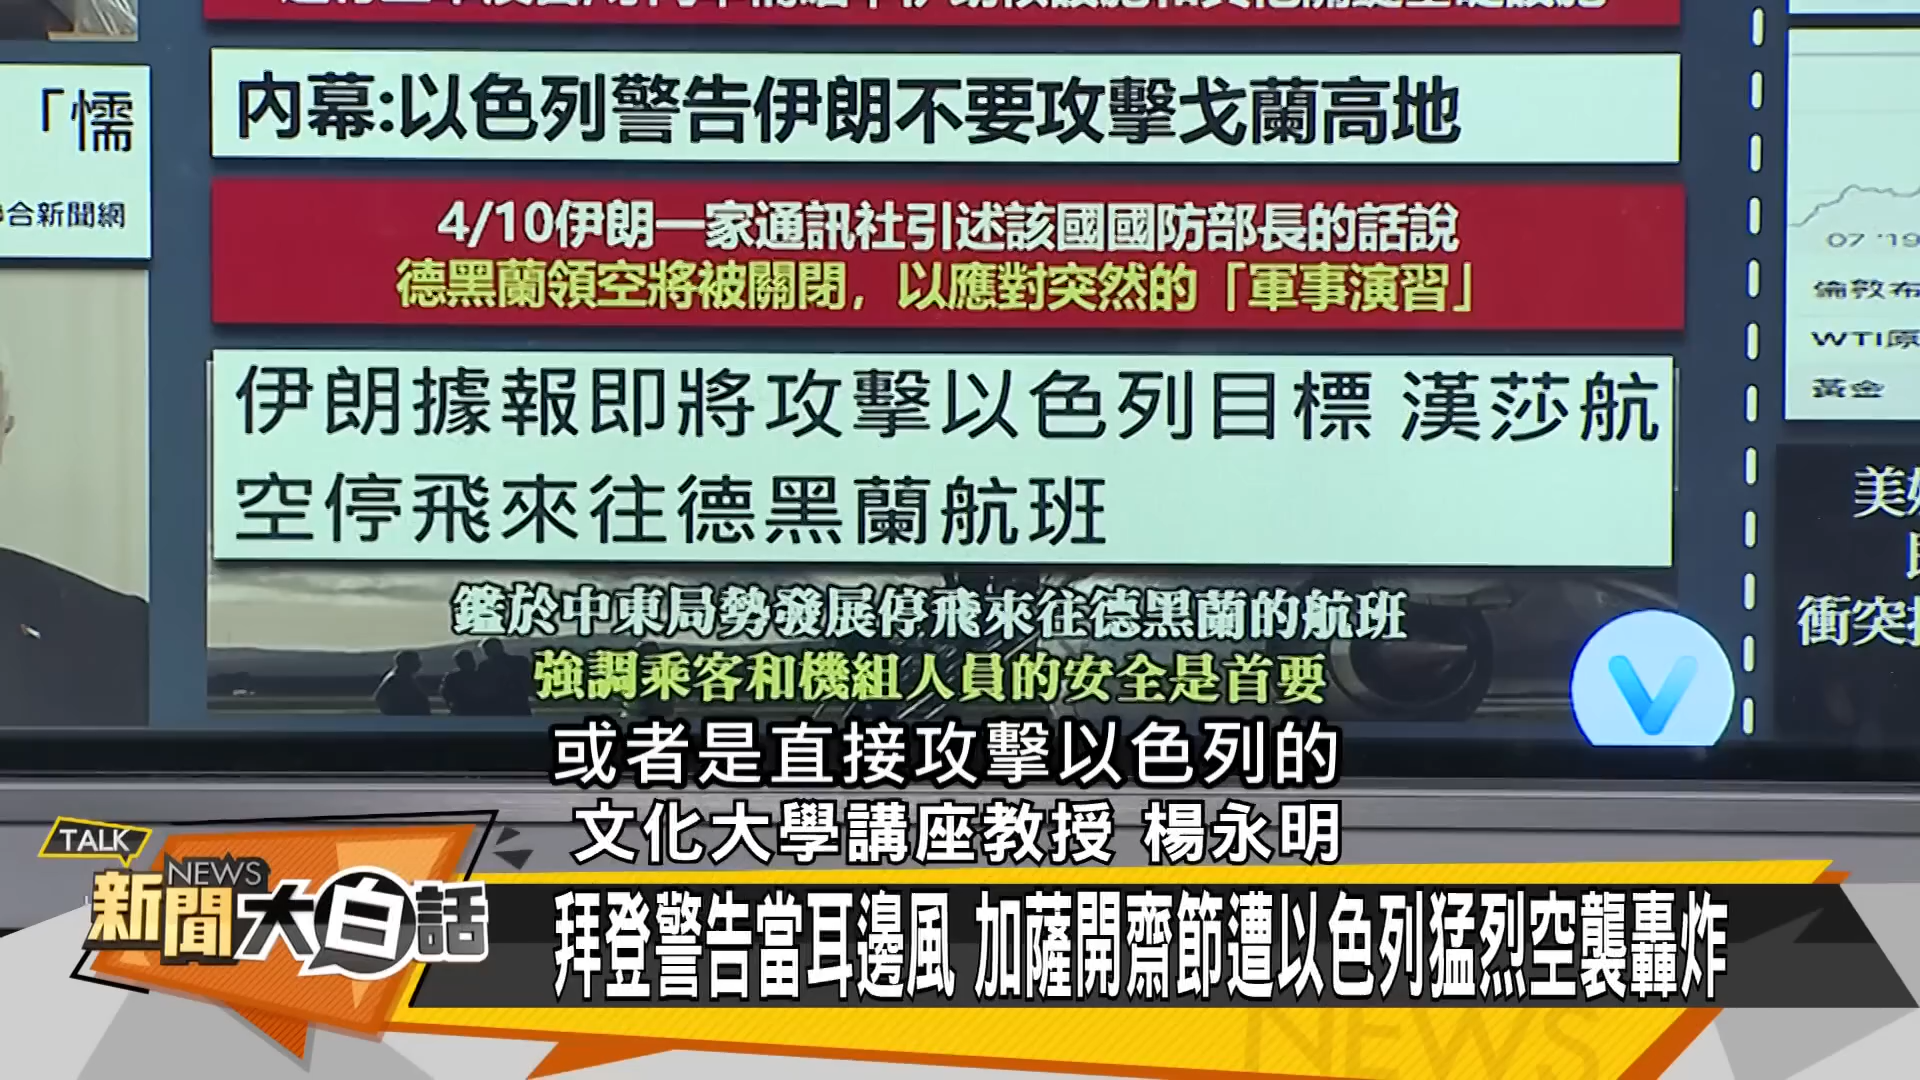 內幕:以色列警告伊朗不要攻擊戈蘭高地
4/10伊朗一家通訊社引述該國國防部長的話說
德黑蘭領空將被關閉，以應對突然的「軍事演習」
伊朗據報即將攻擊以色列目標 漢莎航
空停飛來往德黑蘭航班
鑑於中東局勢發展停飛來往德黑蘭的航班
強調乘客和機組人員的安全是首要
「懦
合新聞網
07 '19
倫敦布
WTI原
黃金
美
衝突
或者是直接攻擊以色列的
文化大學講座教授 楊永明
TALK
NEWS
新聞大白話
拜登警告當耳邊風 加薩開齋節遭以色列猛烈空襲轟炸
NEWS